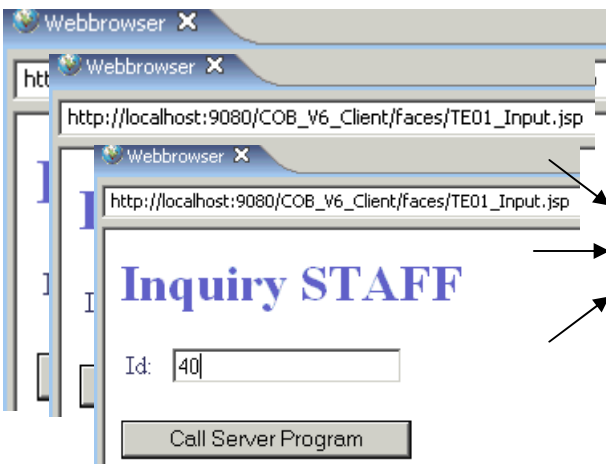 Webbrowser
htt
Webbrowser
http://localhost:9080/COB_V6_Client/faces/TE01_Input.jsp
Webbrowser
http://localhost:9080/COB_V6_Client/faces/TE01_Input.jsp
Inquiry STAFF
Id: 40
Call Server Program